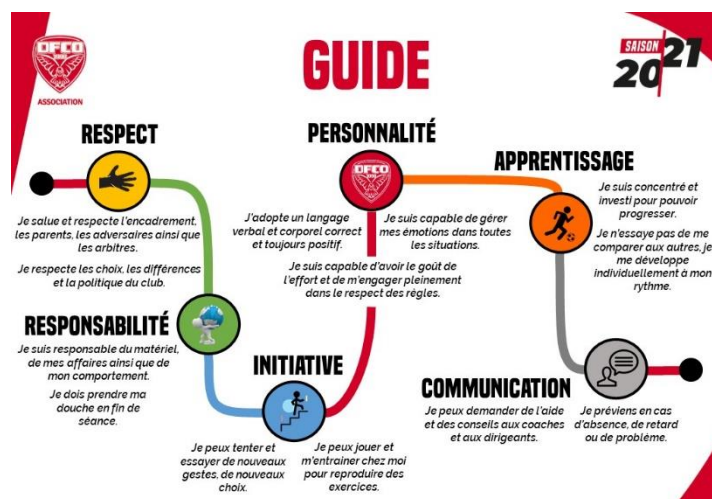 DFCO
ASSOCIATION
GUIDE
SAISON
20
21
RESPECT
Je salue et respecte l'encadrement,
les parents, les adversaires ainsi que
les arbitres.
Je respecte les choix, les différences
et la politique du club.
RESPONSABILITÉ
Je suis responsable du matériel,
de mes affaires ainsi que de
mon comportement.
Je dois prendre ma
douche en fin de
séance.
INITIATIVE
Je peux tenter et
essayer de nouveaux
gestes, de nouveaux
choix.
Je peux jouer et
m'entrainer chez moi
pour reproduire des
exercices.
PERSONNALITÉ
DFCO
J'adopte un langage
verbal et corporel correct
et toujours positif.
Je suis capable de gérer
mes émotions dans toutes
les situations.
Je suis capable d'avoir le goût de
l'effort et de m'engager pleinement
dans le respect des règles.
APPRENTISSAGE
Je suis concentré et
investi pour pouvoir
progresser.
Je n'essaye pas de me
comparer aux autres, je
me développe
individuellement à mon
rythme.
COMMUNICATION
Je peux demander de l'aide
et des conseils aux coaches
et aux dirigeants.
Je préviens en cas
d'absence, de retard
ou de problème.